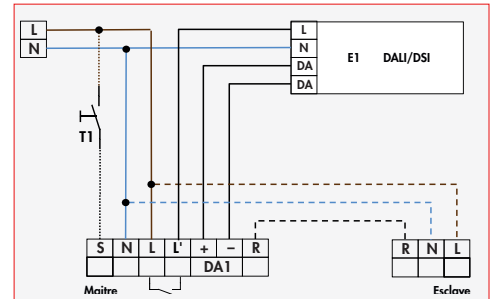 L
N
L
N
DA
DA
E1 DALI/DSI
T1
S N L L' + − R
DA1
Maitre
R N L
Esclave